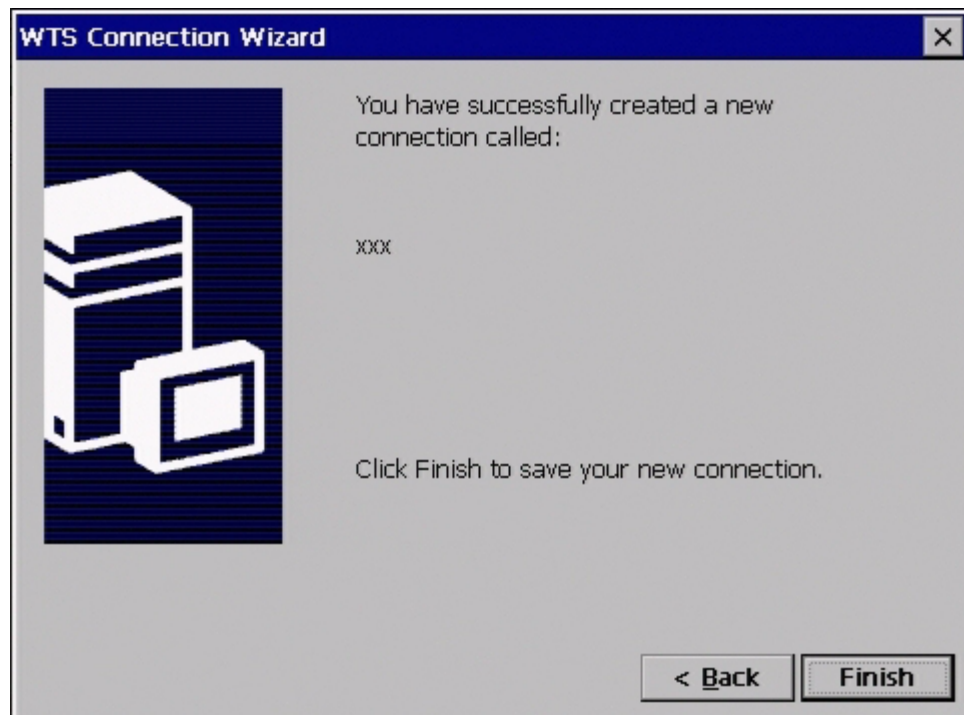 WTS Connection Wizard
You have successfully created a new
connection called:
xxx
Click Finish to save your new connection.
< Back
Finish